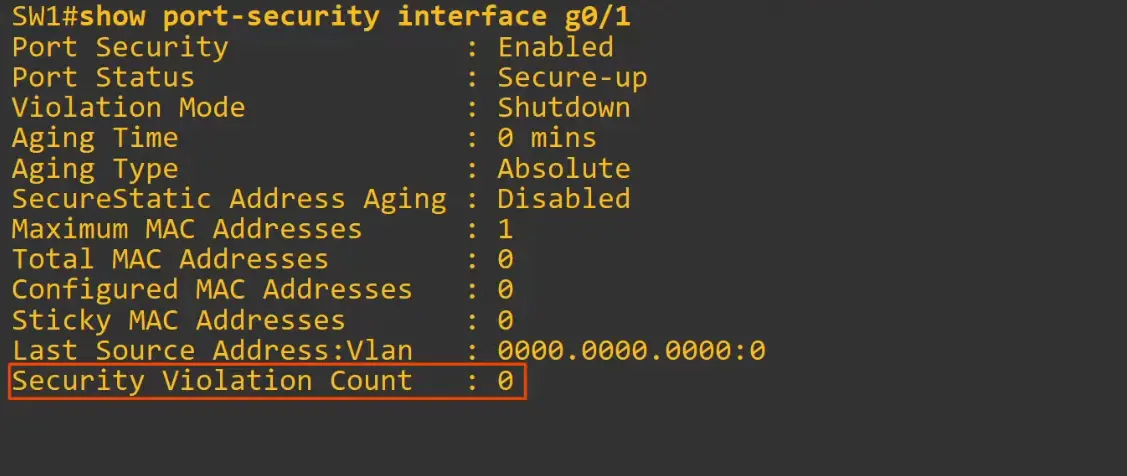 SW1#show port-security interface g0/1
Port Security : Enabled
Port Status : Secure-up
Violation Mode : Shutdown
Aging Time : 0 mins
Aging Type : Absolute
SecureStatic Address Aging : Disabled
Maximum MAC Addresses : 1
Total MAC Addresses : 0
Configured MAC Addresses : 0
Sticky MAC Addresses : 0
Last Source Address:Vlan : 0000.0000.0000:0
Security Violation Count : 0